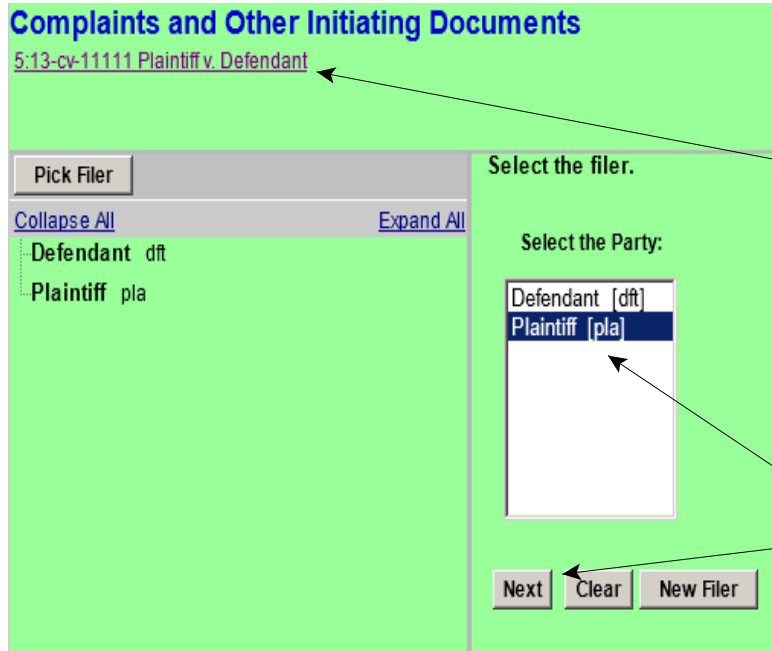 Complaints and Other Initiating Documents
5:13-cv-11111 Plaintiff v. Defendant
Pick Filer
Collapse All Expand All
Defendant dft
Plaintiff pla
Select the filer.
Select the Party:
Defendant [dft]
Plaintiff [pla]
Next Clear New Filer